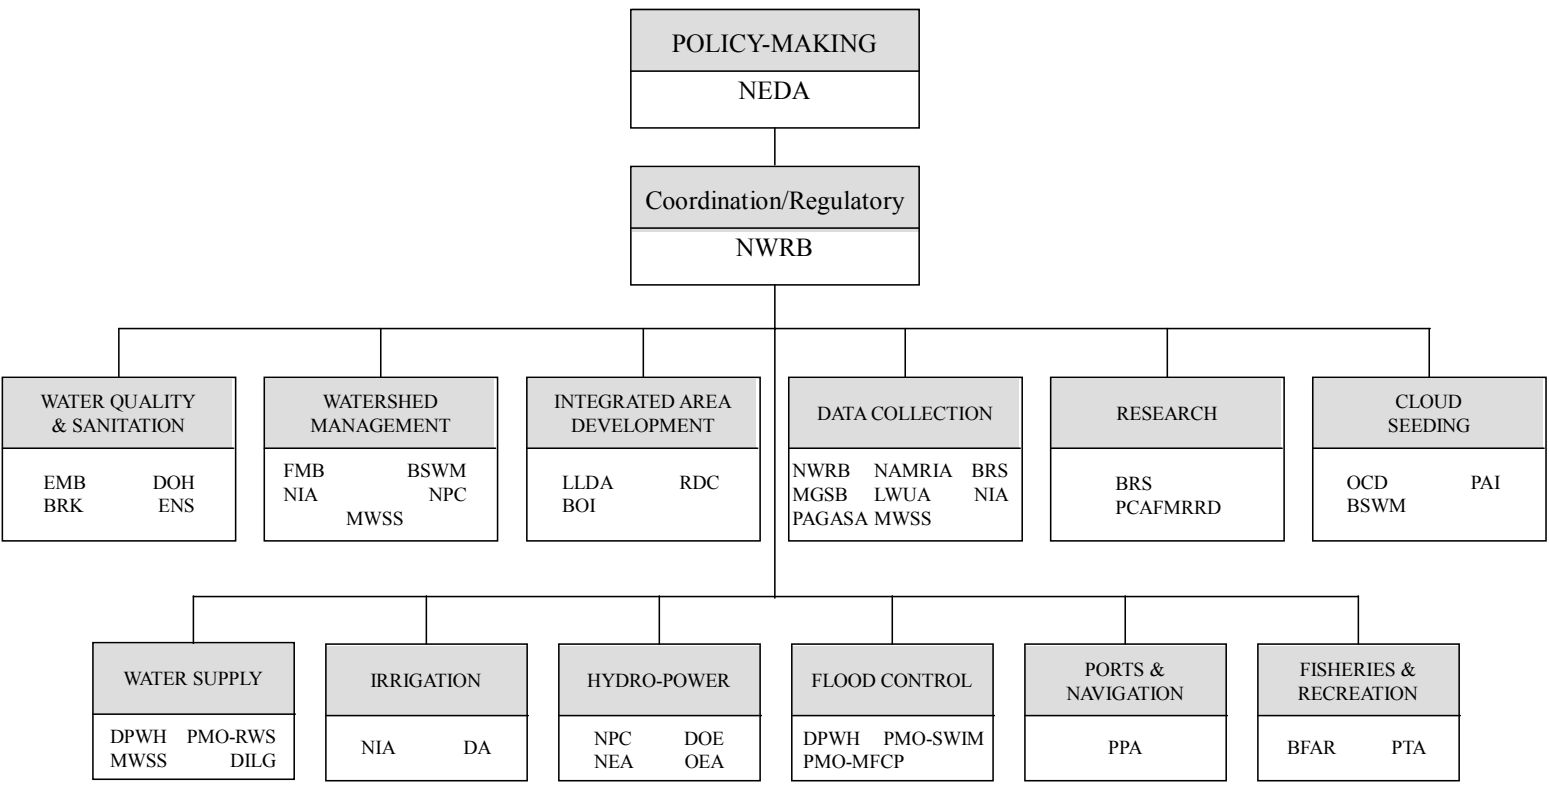 POLICY-MAKING
NEDA
Coordination/Regulatory
NWRB
WATER QUALITY
& SANITATION
EMB DOH
BRK ENS
WATERSHED
MANAGEMENT
FMB BSWM
NIA NPC
MWSS
INTEGRATED AREA
DEVELOPMENT
LLDA RDC
BOI
DATA COLLECTION
NWRB NAMRIA BRS
MGSB LWUA NIA
PAGASA MWSS
RESEARCH
BRS
PCAFMRRD
CLOUD
SEEDING
OCD PAI
BSWM
WATER SUPPLY
DPWH PMO-RWS
MWSS DILG
IRRIGATION
NIA DA
HYDRO-POWER
NPC DOE
NEA OEA
FLOOD CONTROL
DPWH PMO-SWIM
PMO-MFCP
PORTS &
NAVIGATION
PPA
FISHERIES &
RECREATION
BFAR PTA